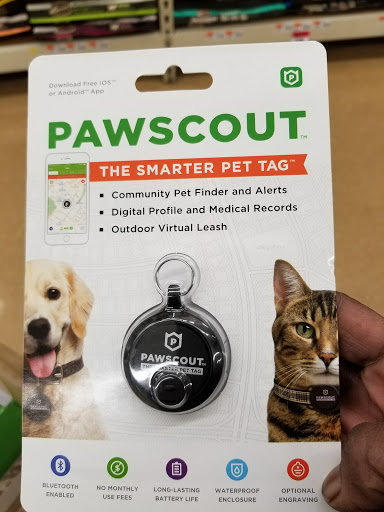 Download Free iOS™
or Android™ App
PAWSCOUT™
THE SMARTER PET TAG™
▪ Community Pet Finder and Alerts
▪ Digital Profile and Medical Records
▪ Outdoor Virtual Leash
PAWSCOUT™
THE SMARTER PET TAG
BLUETOOTH
ENABLED
NO MONTHLY
USE FEES
LONG-LASTING
BATTERY LIFE
WATERPROOF
ENCLOSURE
OPTIONAL
ENGRAVING